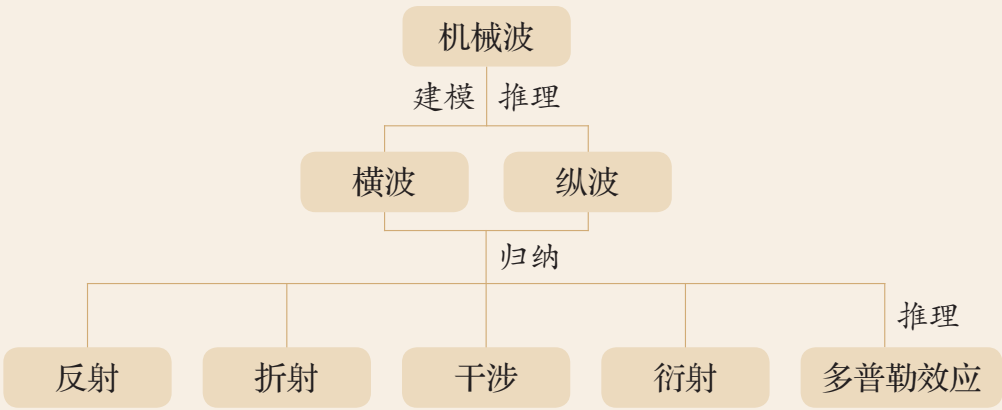 机械波
建模 推理
横波 纵波
归纳
推理
反射 折射 干涉 衍射 多普勒效应